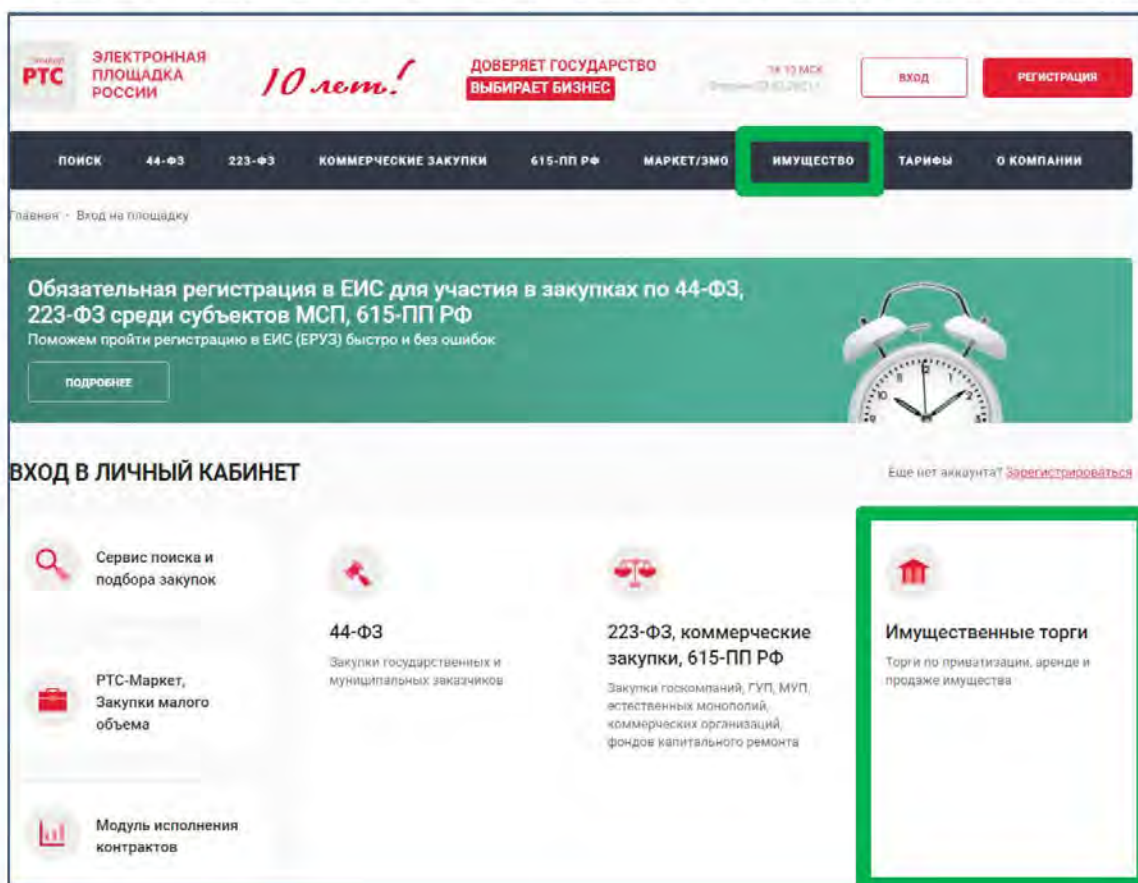 РТС
ЭЛЕКТРОННАЯ
ПЛОЩАДКА
РОССИИ
10 лет!
ДОВЕРЯЕТ ГОСУДАРСТВО
ВЫБИРАЕТ БИЗНЕС
МСК
ВХОД
РЕГИСТРАЦИЯ
ПОИСК 44-ФЗ 223-ФЗ КОММЕРЧЕСКИЕ ЗАКУПКИ 615-ПП РФ МАРКЕТ/ЗМО ИМУЩЕСТВО ТАРИФЫ О КОМПАНИИ
Главная - Вход на площадку
Обязательная регистрация в ЕИС для участия в закупках по 44-ФЗ,
223-ФЗ среди субъектов МСП, 615-ПП РФ
Поможем пройти регистрацию в ЕИС (ЕРУЗ) быстро и без ошибок
ПОДРОБНЕЕ
ВХОД В ЛИЧНЫЙ КАБИНЕТ
Еще нет аккаунта? Зарегистрироваться
Сервис поиска и
подбора закупок
РТС-Маркет,
Закупки малого
объема
Модуль исполнения
контрактов
44-ФЗ
Закупки государственных и
муниципальных заказчиков
223-ФЗ, коммерческие
закупки, 615-ПП РФ
Закупки госкомпаний, ГУП, МУП,
естественных монополий,
коммерческих организаций,
фондов капитального ремонта
Имущественные торги
Торги по приватизации, аренде и
продаже имущества